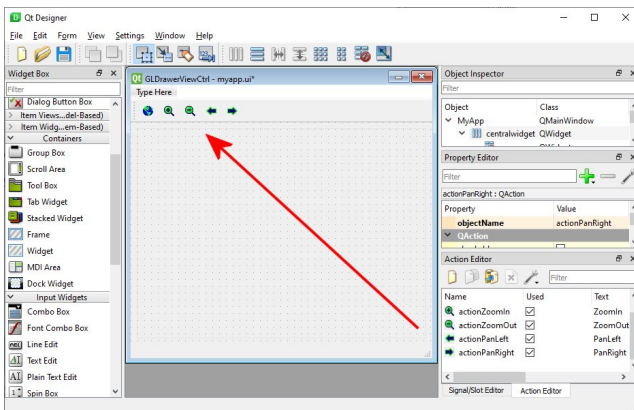 Qt Designer
File Edit Form View Settings Window Help
Widget Box
Filter
Dialog Button Box
Item Views...del-Based)
Item Widg...em-Based)
Containers
Group Box
Scroll Area
Tool Box
Tab Widget
Stacked Widget
Frame
Widget
MDI Area
Dock Widget
Input Widgets
Combo Box
Font Combo Box
Line Edit
Text Edit
Plain Text Edit
Spin Box
Qt GLDrawerViewCtrl - myapp.ui*
Type Here
Object Inspector
Filter
Object Class
MyApp QMainWindow
centralwidget QWidget
Property Editor
Filter
actionPanRight : QAction
Property Value
objectName actionPanRight
QAction
Action Editor
Filter
Name Used Text
actionZoomIn ZoomIn
actionZoomOut ZoomOut
actionPanLeft PanLeft
actionPanRight PanRight
Signal/Slot Editor Action Editor